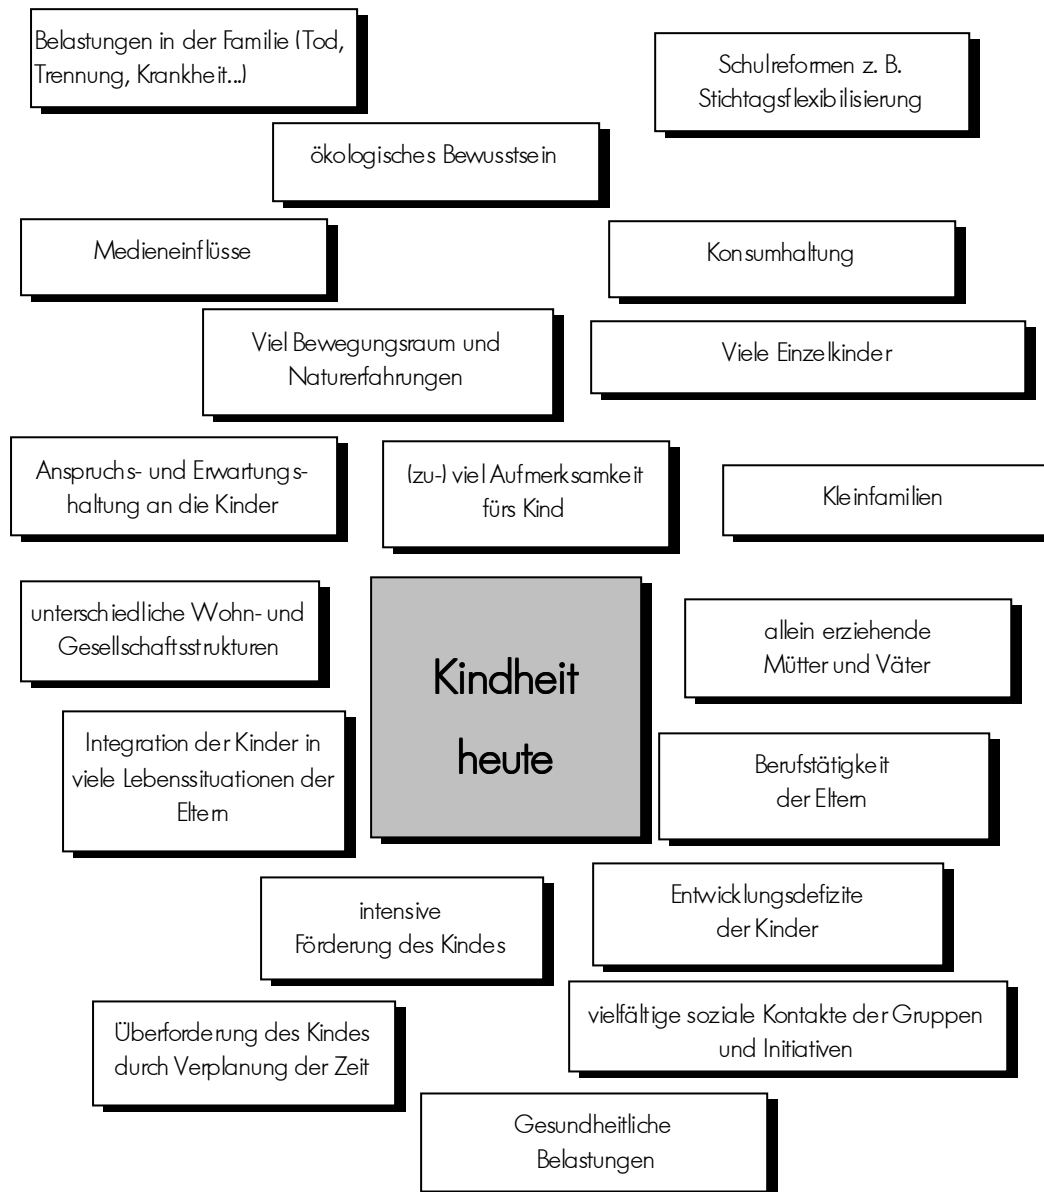 Belastungen in der Familie (Tod,
Trennung, Krankheit...)
Schulreformen z. B.
Stichtagsflexibilisierung
ökologisches Bewusstsein
Medieneinflüsse
Konsumhaltung
Viel Bewegungsraum und
Naturerfahrungen
Viele Einzelkinder
Anspruchs- und Erwartungs-
haltung an die Kinder
(zu-) viel Aufmerksamkeit
fürs Kind
Kleinfamilien
unterschiedliche Wohn- und
Gesellschaftsstrukturen
Kindheit
heute
allein erziehende
Mütter und Väter
Integration der Kinder in
viele Lebenssituationen der
Eltern
Berufstätigkeit
der Eltern
intensive
Förderung des Kindes
Entwicklungsdefizite
der Kinder
Überforderung des Kindes
durch Verplanung der Zeit
vielfältige soziale Kontakte der Gruppen
und Initiativen
Gesundheitliche
Belastungen